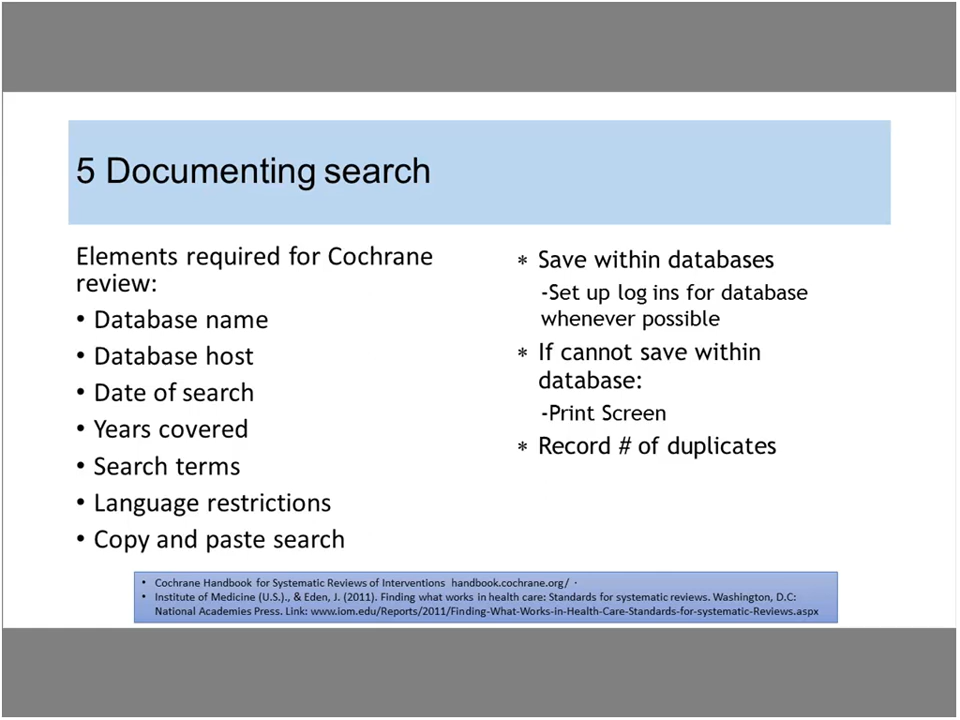 5 Documenting search
Elements required for Cochrane
review:
• Database name
• Database host
• Date of search
• Years covered
• Search terms
• Language restrictions
• Copy and paste search
* Save within databases
-Set up log ins for database
whenever possible
* If cannot save within
database:
-Print Screen
* Record # of duplicates
• Cochrane Handbook for Systematic Reviews of Interventions handbook.cochrane.org/ ·
• Institute of Medicine (U.S.)., & Eden, J. (2011). Finding what works in health care: Standards for systematic reviews. Washington, D.C:
National Academies Press. Link: www.iom.edu/Reports/2011/Finding-What-Works-in-Health-Care-Standards-for-systematic-Reviews.aspx